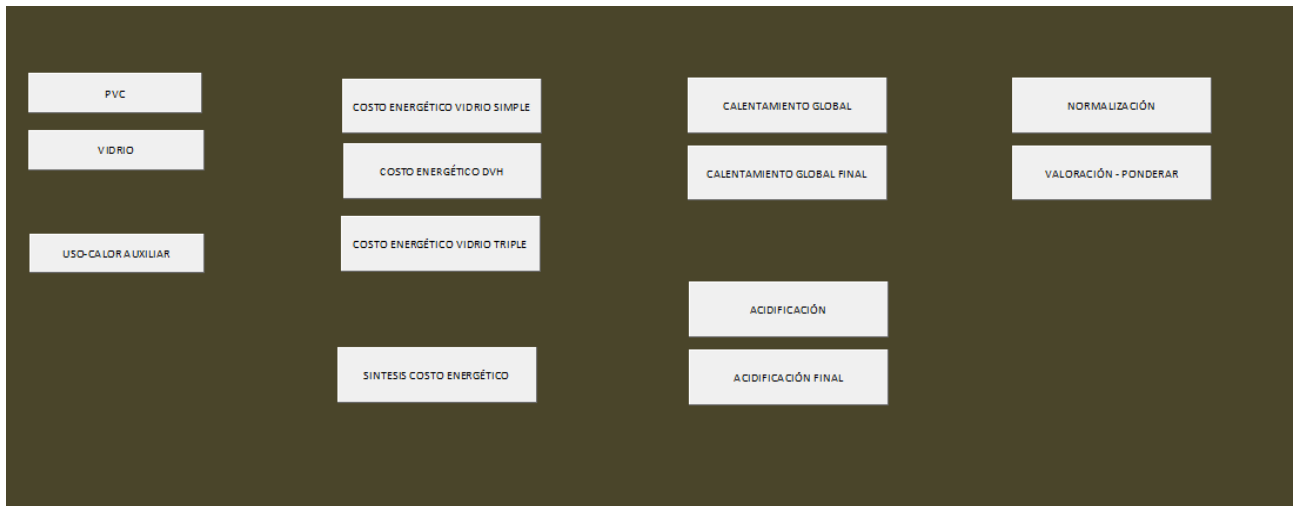 PVC
VIDRIO
USO-CALOR AUXILIAR
COSTO ENERGÉTICO VIDRIO SIMPLE
COSTO ENERGÉTICO DVH
COSTO ENERGÉTICO VIDRIO TRIPLE
SINTESIS COSTO ENERGÉTICO
CALENTAMIENTO GLOBAL
CALENTAMIENTO GLOBAL FINAL
ACIDIFICACIÓN
ACIDIFICACIÓN FINAL
NORMALIZACIÓN
VALORACIÓN - PONDERAR